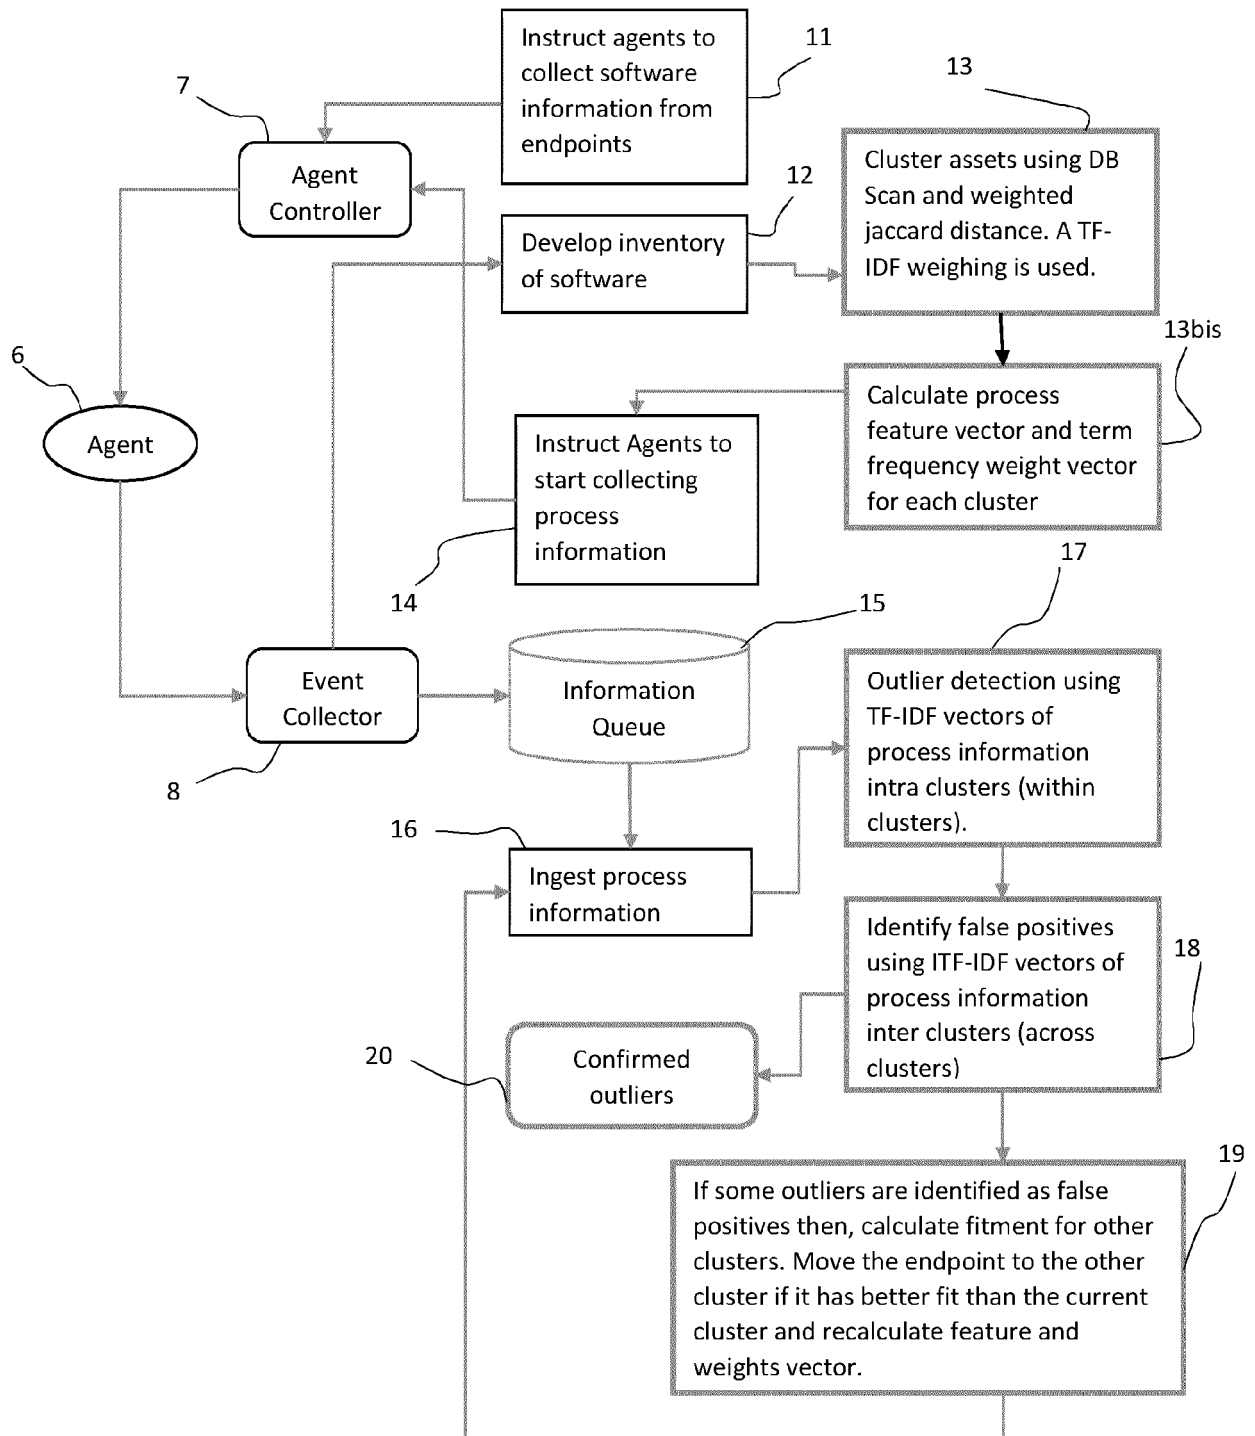 11
Instruct agents to
collect software
information from
endpoints
7
Agent
Controller
13
Cluster assets using DB
Scan and weighted
jaccard distance. A TF-
IDF weighing is used.
12
Develop inventory
of software
13bis
Calculate process
feature vector and term
frequency weight vector
for each cluster
6
Agent
Instruct Agents to
start collecting
process
information
14
17
15
Event
Collector
8
Information
Queue
Outlier detection using
TF-IDF vectors of
process information
intra clusters (within
clusters).
16
Ingest process
information
Identify false positives
using ITF-IDF vectors of
process information
inter clusters (across
clusters)
18
20
Confirmed
outliers
19
If some outliers are identified as false
positives then, calculate fitment for other
clusters. Move the endpoint to the other
cluster if it has better fit than the current
cluster and recalculate feature and
weights vector.